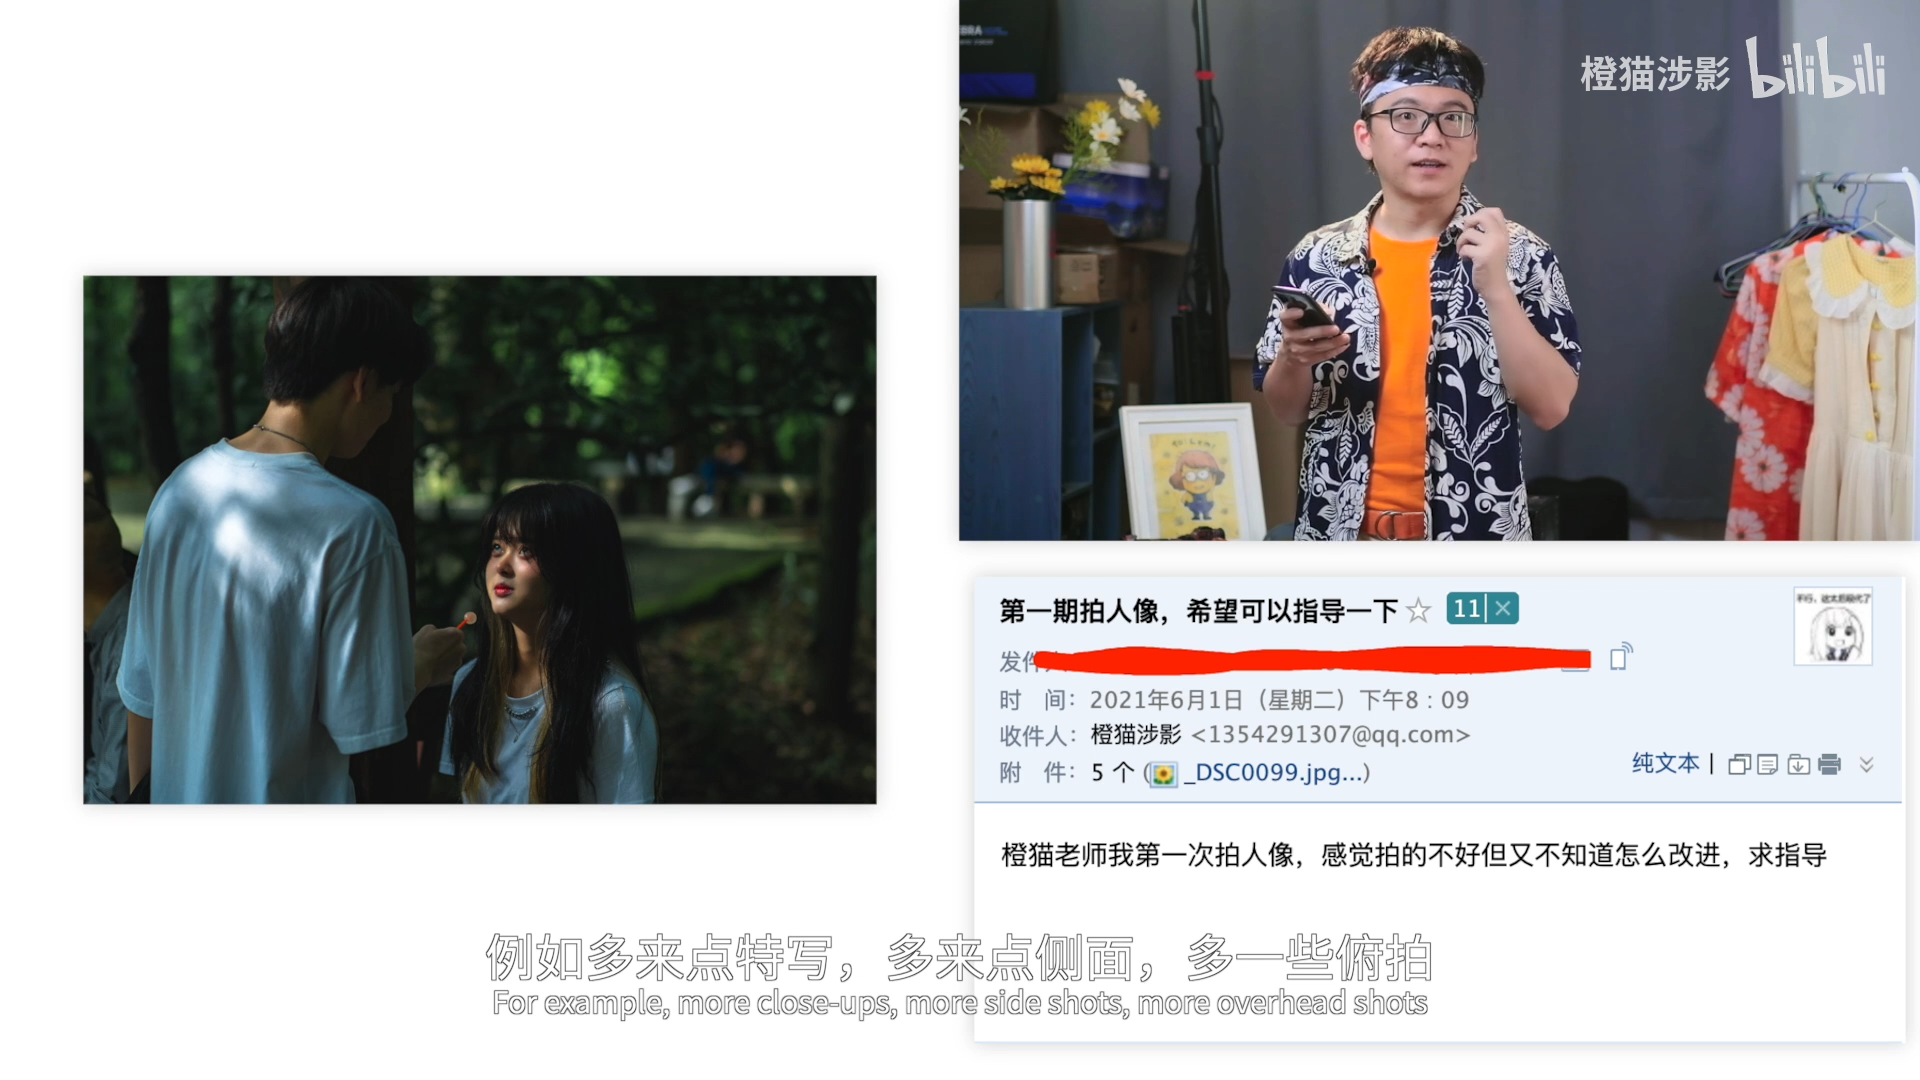 橙猫涉影 bilibili
第一期拍人像，希望可以指导一下 11
发件
时 间：2021年6月1日（星期二）下午8：09
收件人：橙猫涉影 <1354291307@qq.com>
附 件：5 个 (_DSC0099.jpg...)
纯文本 |
橙猫老师我第一次拍人像，感觉拍的不好但又不知道怎么改进，求指导
例如多来点特写，多来点侧面，多一些俯拍
For example, more close-ups, more side shots, more overhead shots